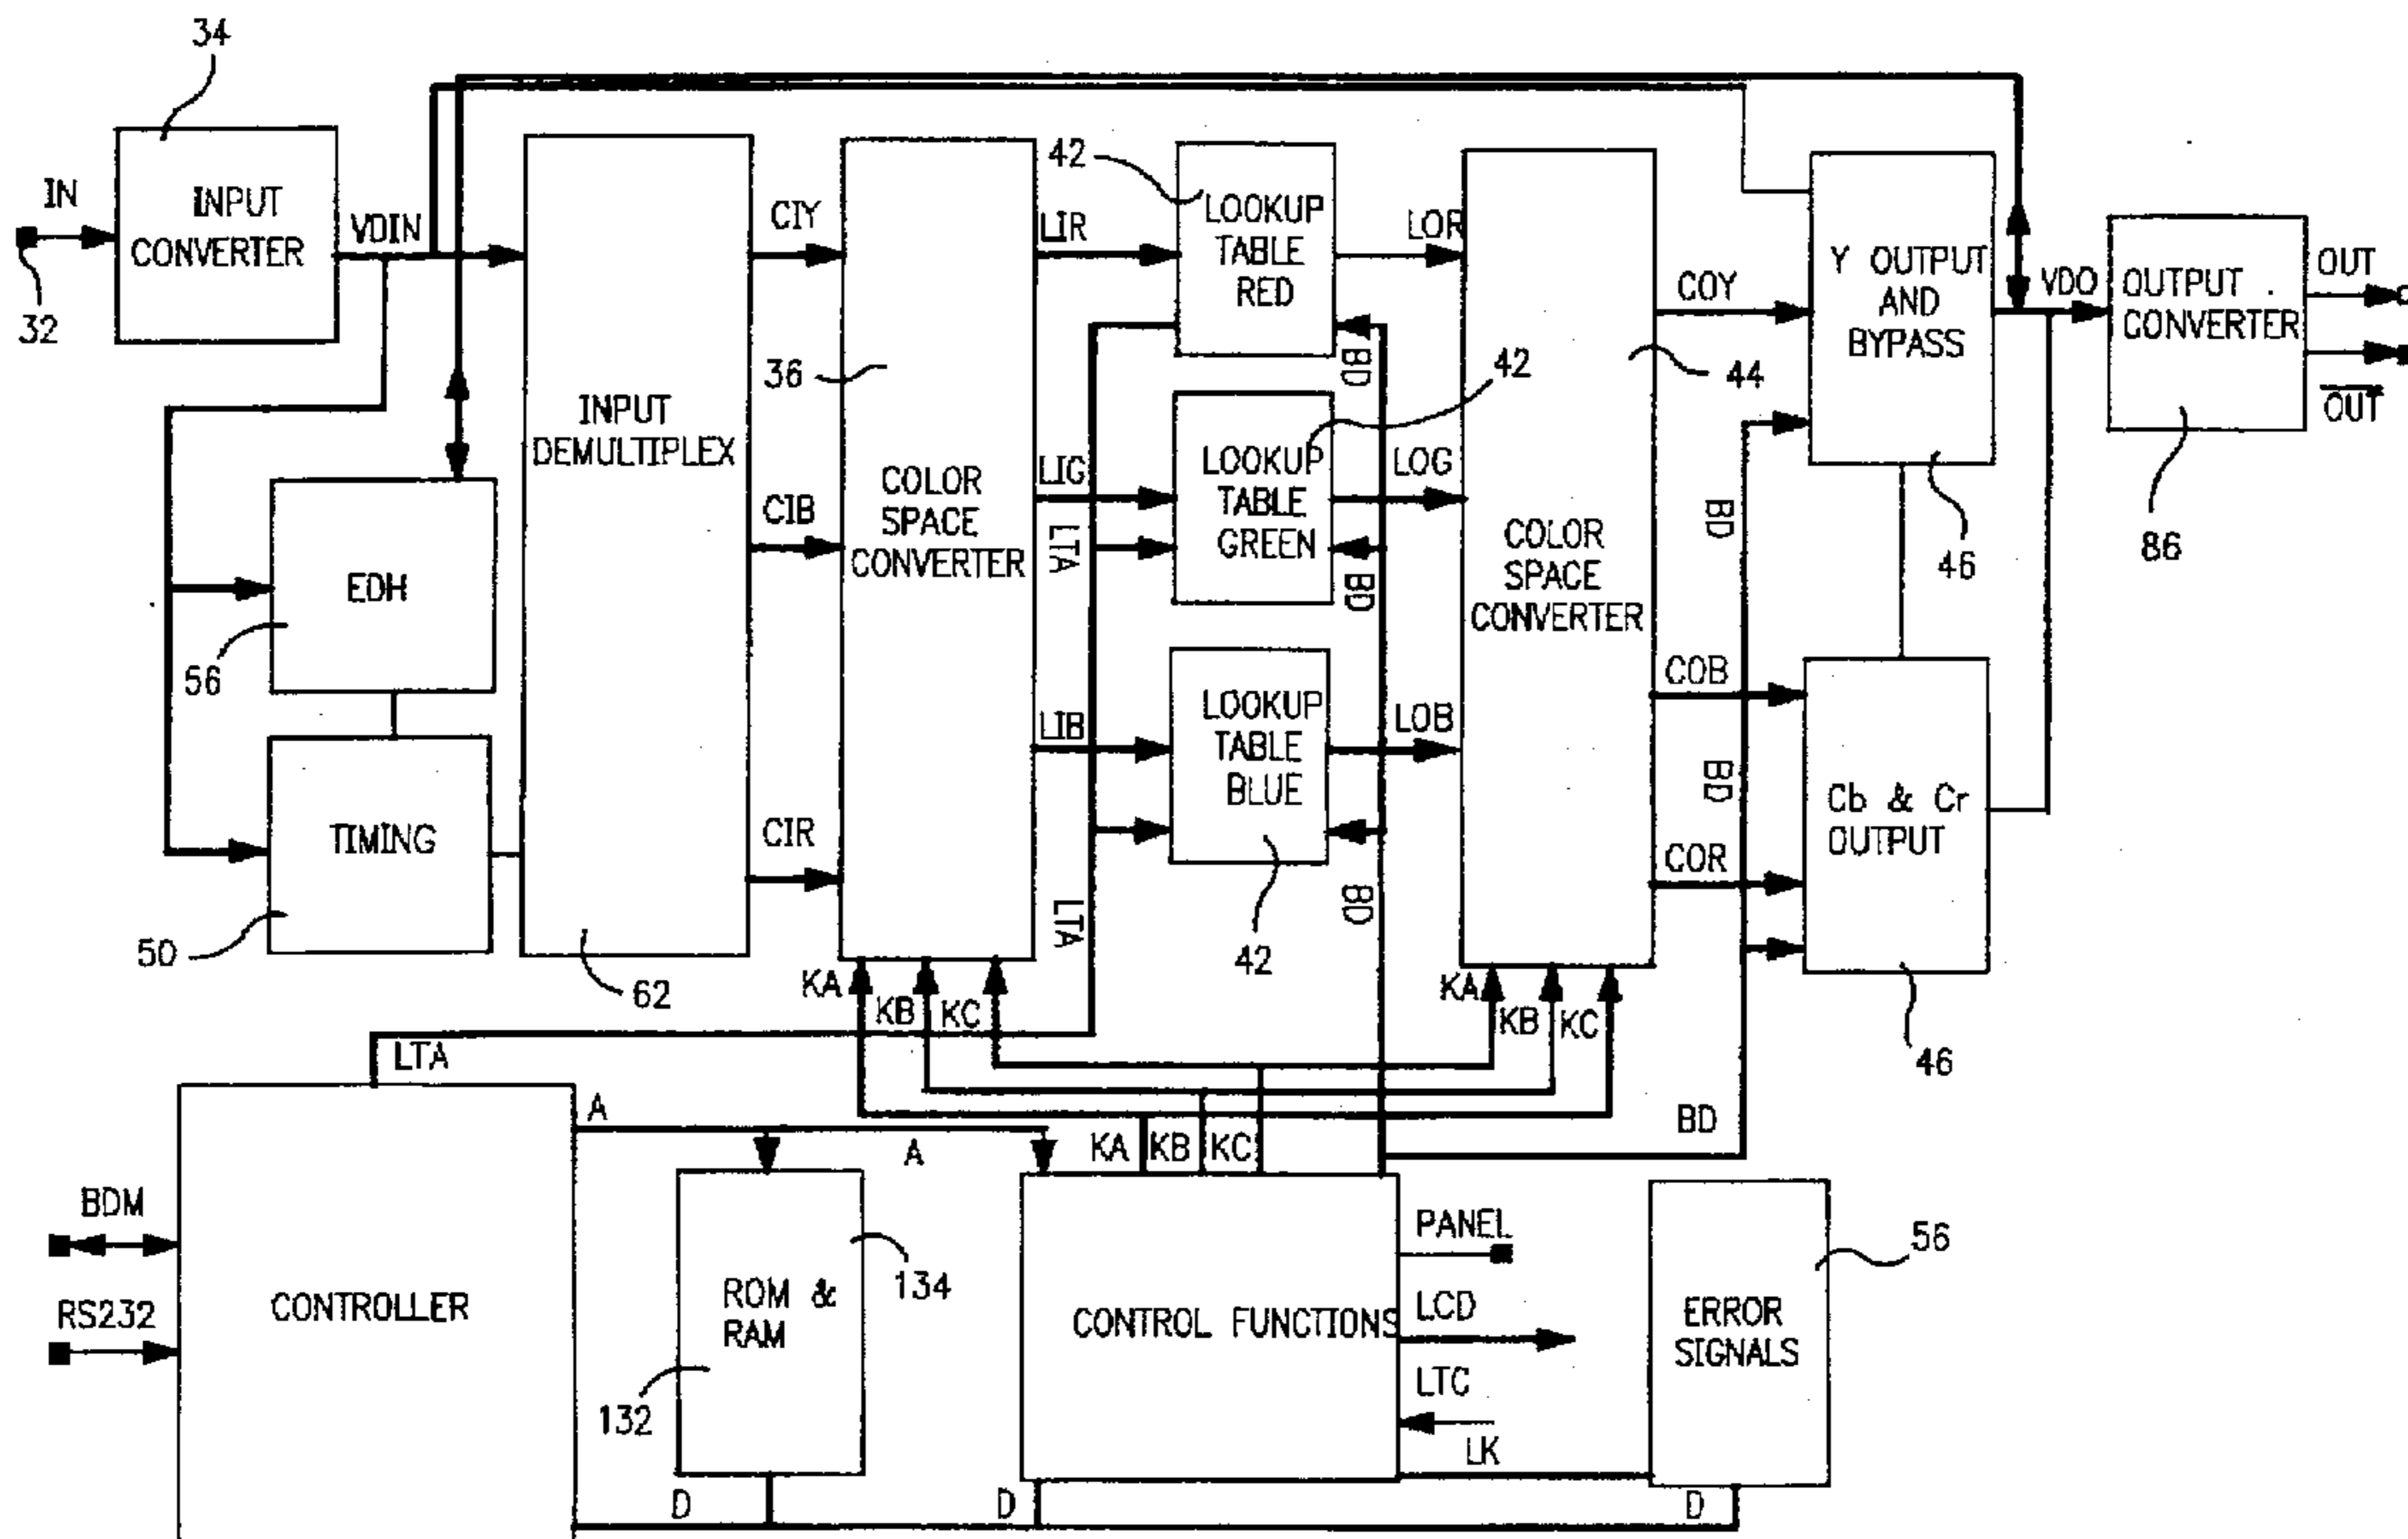 34
IN
32
INPUT
CONVERTER
VDIN
EDH
56
TIMING
50
INPUT
DEMULTIPLEX
62
CIY
CIB
CIR
36
COLOR
SPACE
CONVERTER
KA
KB
KC
LIR
LIG
LTA
LIB
LTA
42
LOOKUP
TABLE
RED
BD
42
LOOKUP
TABLE
GREEN
BD
LOOKUP
TABLE
BLUE
42
BD
LOR
LOG
LOB
COLOR
SPACE
CONVERTER
44
KA
KB
KC
COY
COB
COR
BD
BD
BD
Y OUTPUT
AND
BYPASS
46
Cb & Cr
OUTPUT
46
VDO
OUTPUT
CONVERTER
86
OUT
OUT
LTA
A
A
KA
KB
KC
BDM
RS232
CONTROLLER
ROM &
RAM
134
132
CONTROL FUNCTIONS
PANEL
LCD
LTC
LK
ERROR
SIGNALS
56
D
D
D